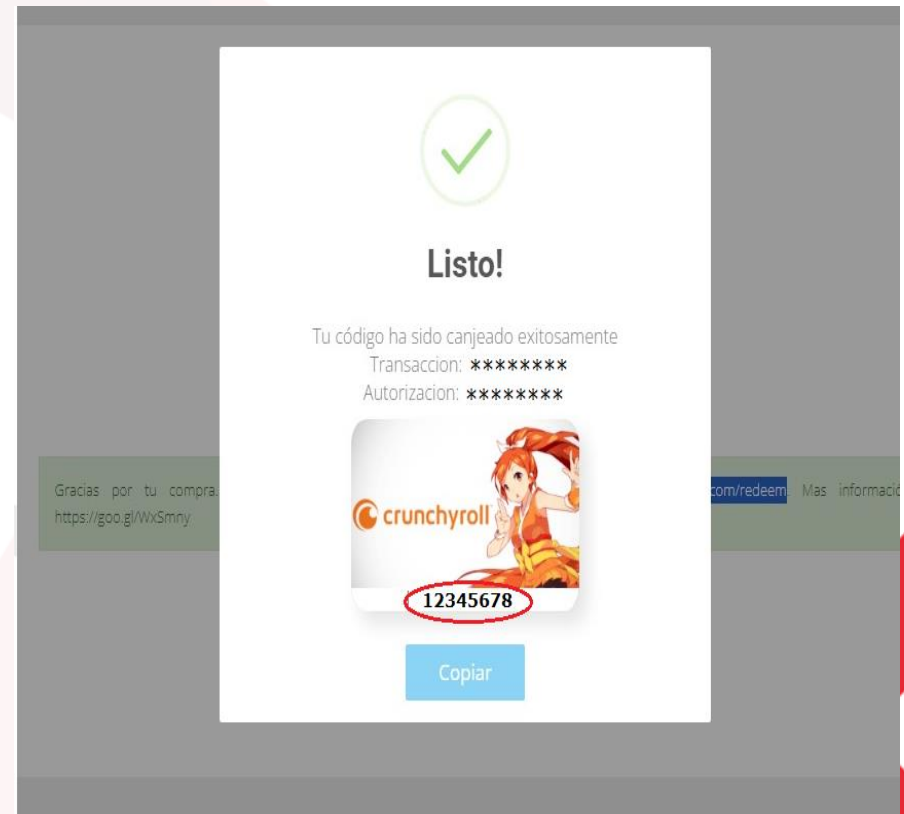 Listo!
Tu código ha sido canjeado exitosamente
Transaccion: ********
Autorizacion: ********
crunchyroll
12345678
Copiar
Gracias por tu compra.
com/redeem Mas informació
https://goo.gl/WxSmny